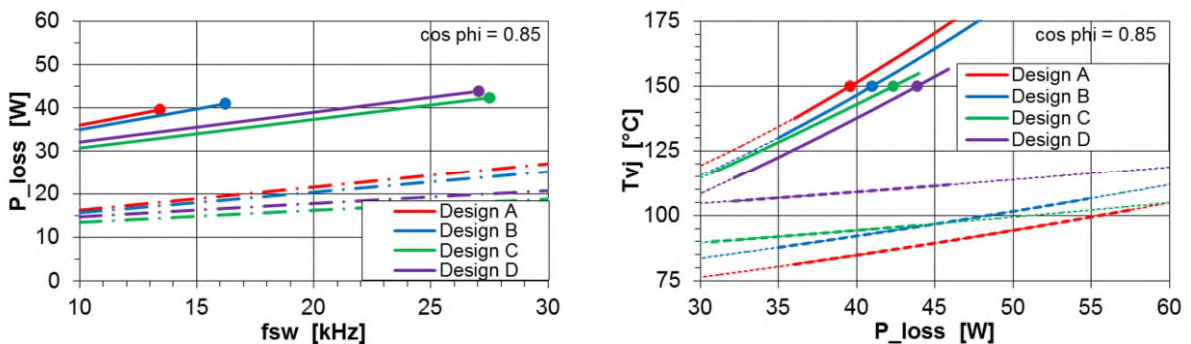 60
50
40
30
20
10
0
P_loss [W]
cos phi = 0.85
Design A
Design B
Design C
Design D
10 15 20 25 30
fsw [kHz]
175
150
125
100
75
Tvj [°C]
cos phi = 0.85
Design A
Design B
Design C
Design D
30 35 40 45 50 55 60
P_loss [W]